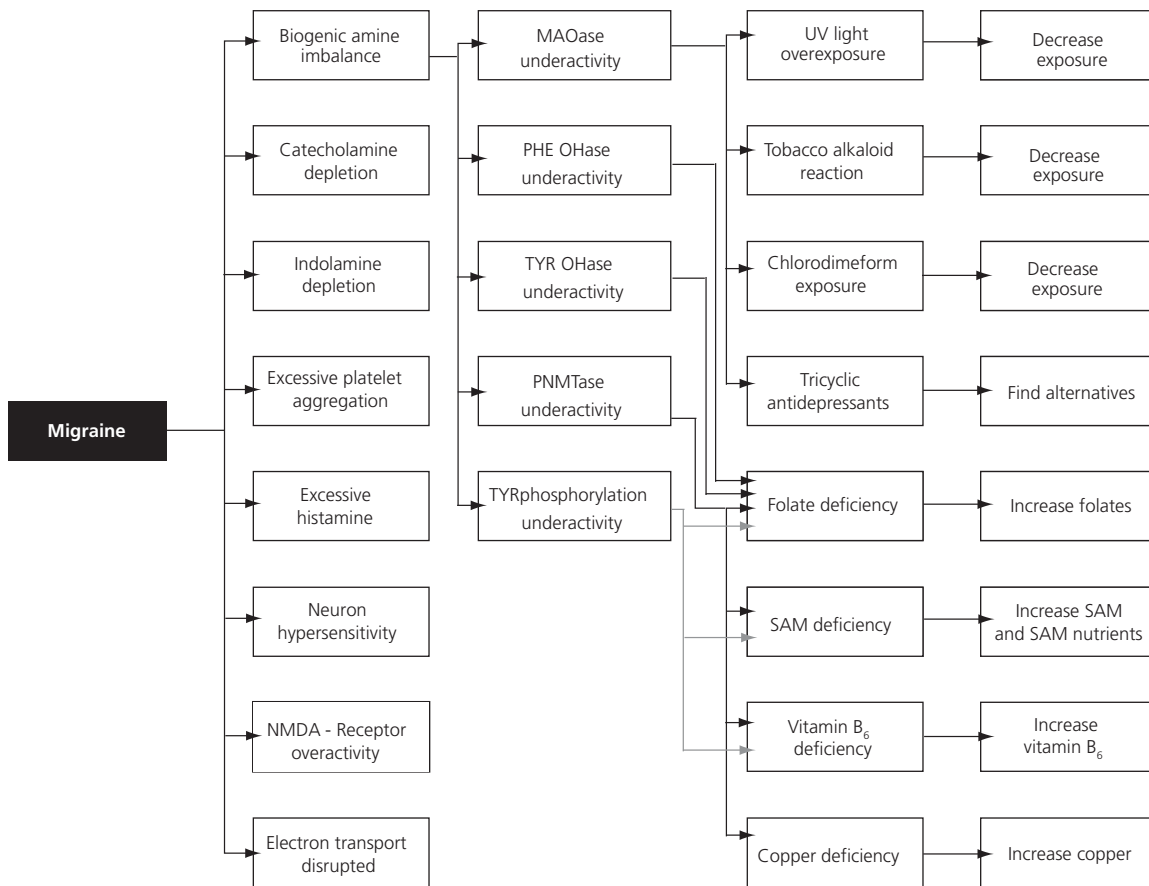 Migraine
Biogenic amine
imbalance
Catecholamine
depletion
Indolamine
depletion
Excessive platelet
aggregation
Excessive
histamine
Neuron
hypersensitivity
NMDA - Receptor
overactivity
Electron transport
disrupted
MAOase
underactivity
PHE OHase
underactivity
TYR OHase
underactivity
PNMTase
underactivity
TYRphosphorylation
underactivity
UV light
overexposure
Tobacco alkaloid
reaction
Chlorodimeform
exposure
Tricyclic
antidepressants
Folate deficiency
SAM deficiency
Vitamin B₆
deficiency
Copper deficiency
Decrease
exposure
Decrease
exposure
Decrease
exposure
Find alternatives
Increase folates
Increase SAM
and SAM nutrients
Increase
vitamin B₆
Increase copper